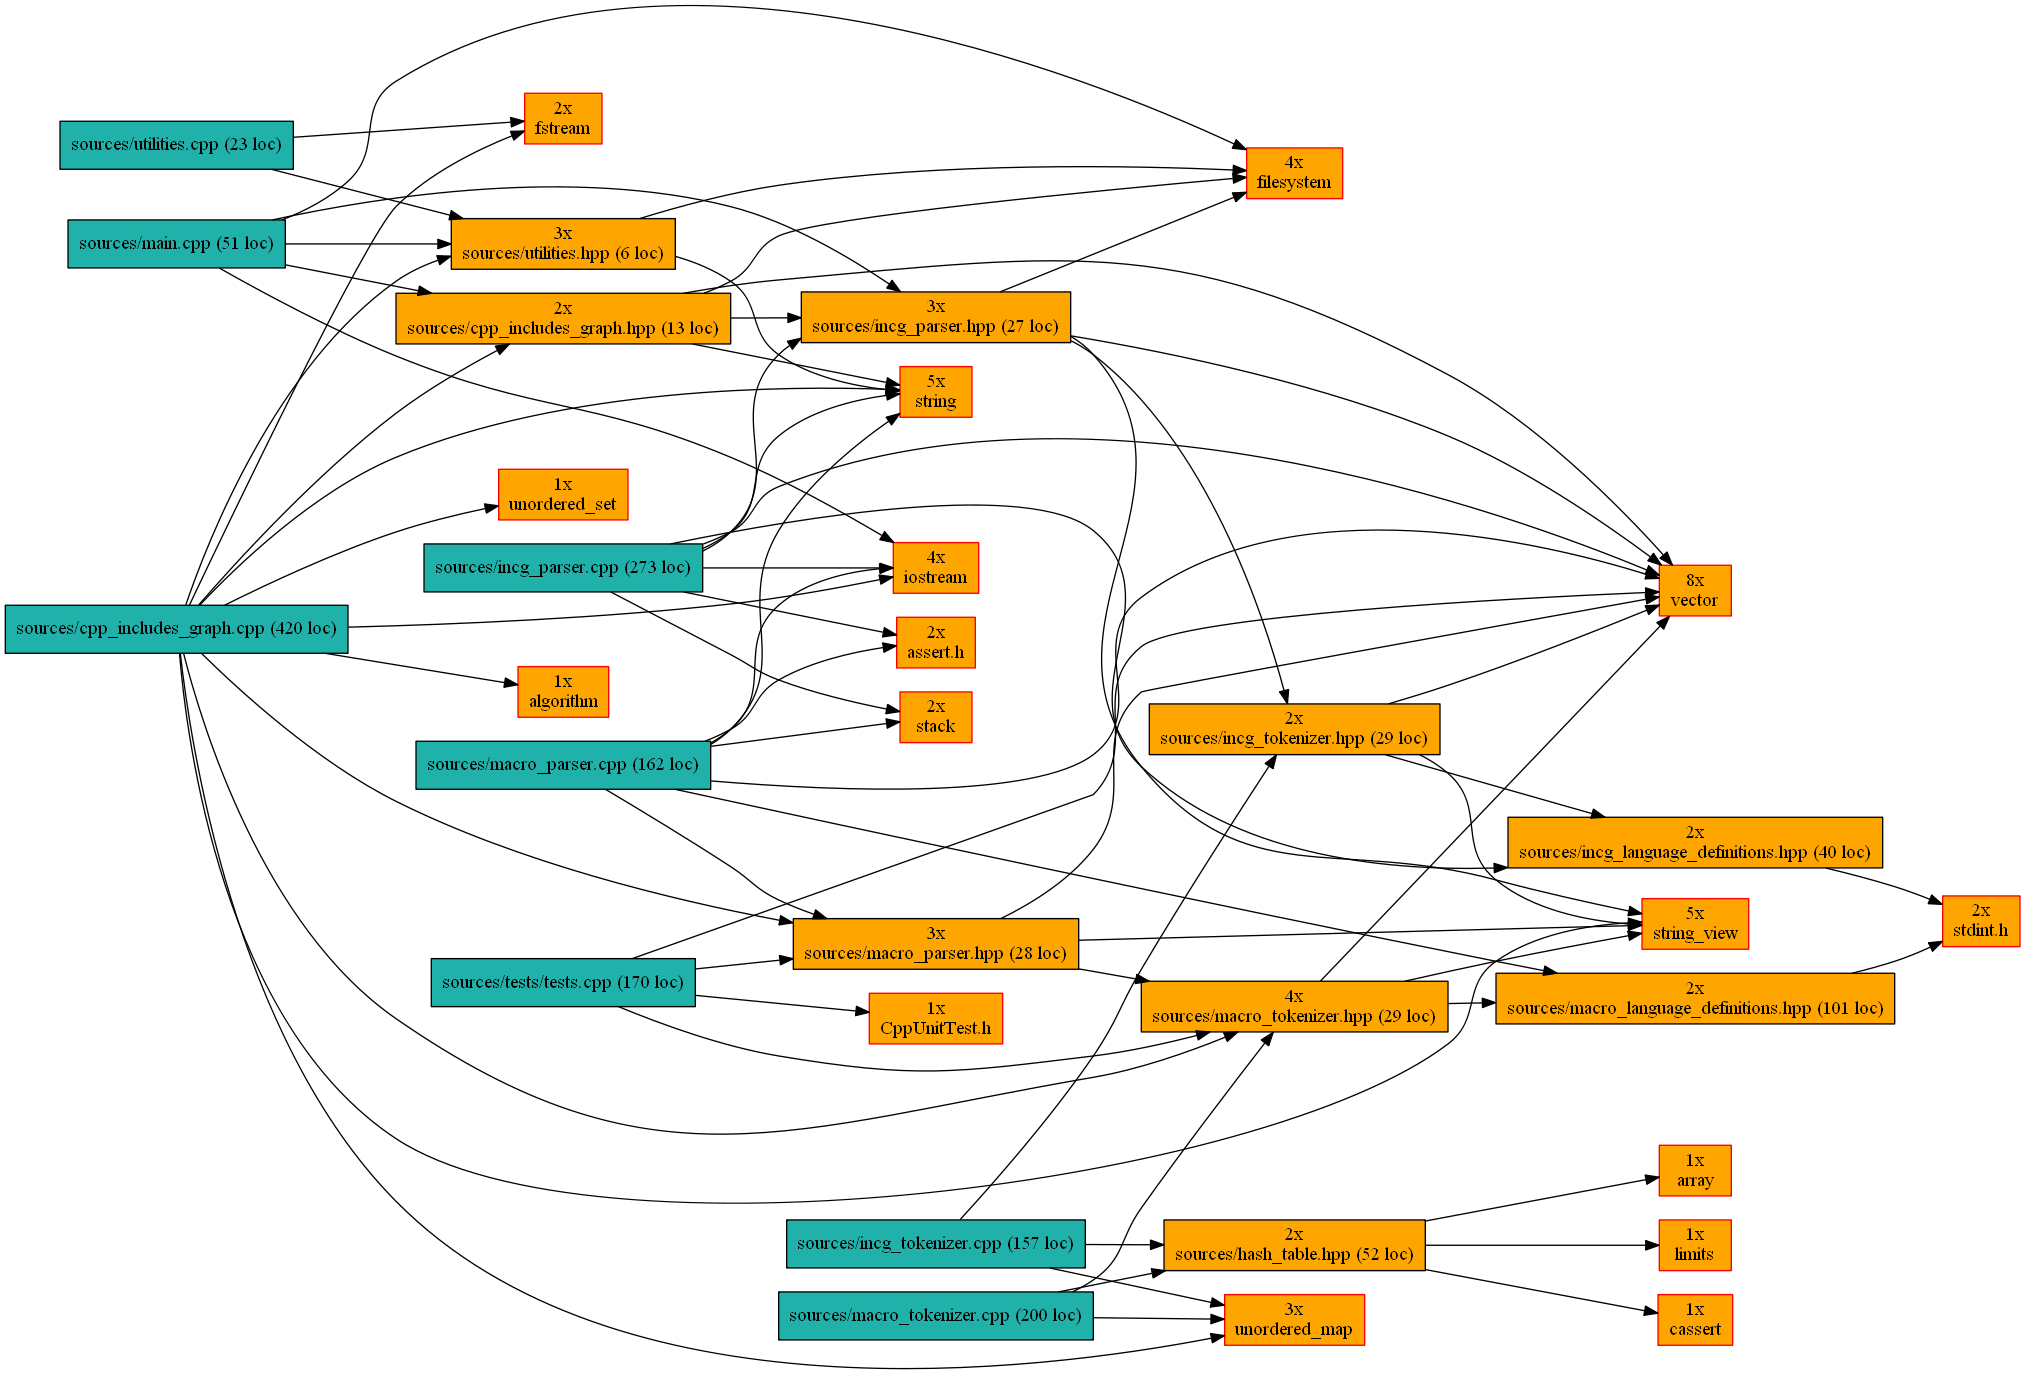 2x
fstream
sources/utilities.cpp (23 loc)
4x
filesystem
3x
sources/utilities.hpp (6 loc)
sources/main.cpp (51 loc)
2x
sources/cpp_includes_graph.hpp (13 loc)
3x
sources/incg_parser.hpp (27 loc)
5x
string
1x
unordered_set
sources/incg_parser.cpp (273 loc)
4x
iostream
8x
vector
sources/cpp_includes_graph.cpp (420 loc)
2x
assert.h
1x
algorithm
2x
stack
2x
sources/incg_tokenizer.hpp (29 loc)
sources/macro_parser.cpp (162 loc)
2x
sources/incg_language_definitions.hpp (40 loc)
5x
string_view
2x
stdint.h
3x
sources/macro_parser.hpp (28 loc)
sources/tests/tests.cpp (170 loc)
1x
CppUnitTest.h
4x
sources/macro_tokenizer.hpp (29 loc)
2x
sources/macro_language_definitions.hpp (101 loc)
1x
array
sources/incg_tokenizer.cpp (157 loc)
2x
sources/hash_table.hpp (52 loc)
1x
limits
sources/macro_tokenizer.cpp (200 loc)
3x
unordered_map
1x
cassert